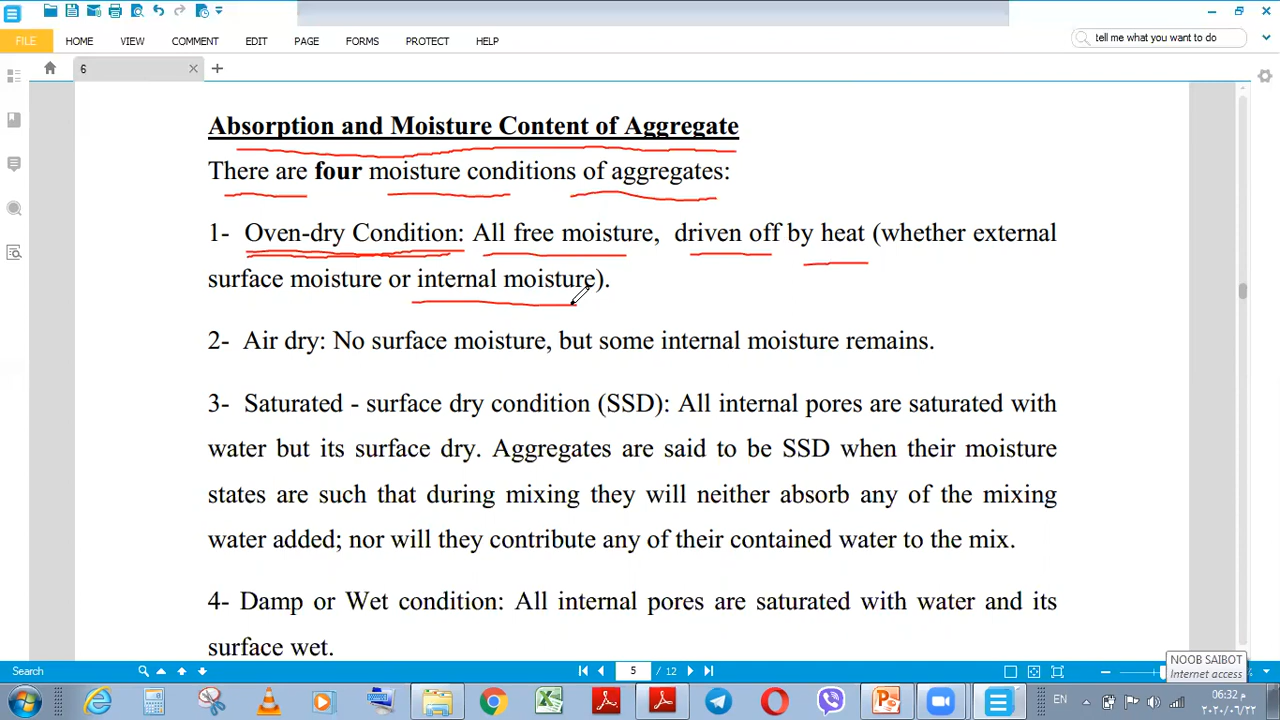 FILE HOME VIEW COMMENT EDIT PAGE FORMS PROTECT HELP
tell me what you want to do
6
Absorption and Moisture Content of Aggregate
There are four moisture conditions of aggregates:
1- Oven-dry Condition: All free moisture, driven off by heat (whether external
surface moisture or internal moisture).
2- Air dry: No surface moisture, but some internal moisture remains.
3- Saturated - surface dry condition (SSD): All internal pores are saturated with
water but its surface dry. Aggregates are said to be SSD when their moisture
states are such that during mixing they will neither absorb any of the mixing
water added; nor will they contribute any of their contained water to the mix.
4- Damp or Wet condition: All internal pores are saturated with water and its
surface wet.
Search
5 / 12
NOOB SAIBOT
Internet access
EN
06:32 م
٢٠٢٠/٠٦/٢٢